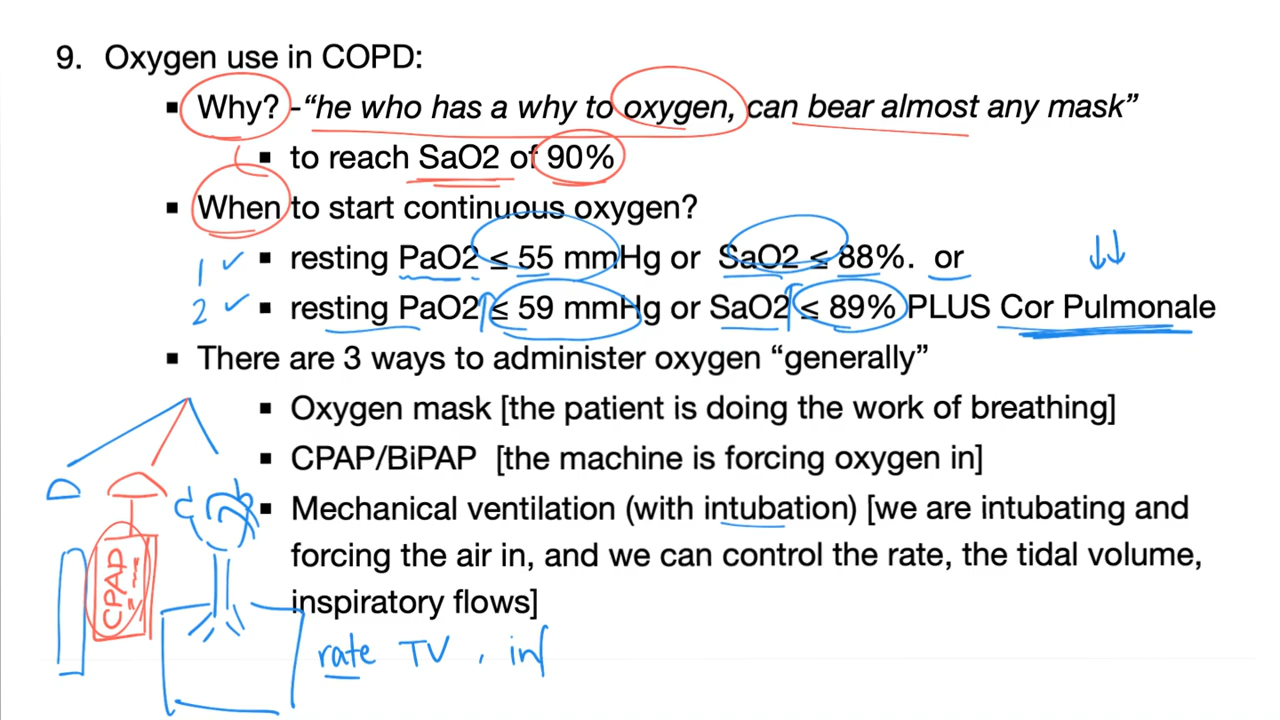 9. Oxygen use in COPD:
▪ Why? -“he who has a why to oxygen, can bear almost any mask”
▪ to reach SaO2 of 90%
▪ When to start continuous oxygen?
1 ✓ ▪ resting PaO2 ≤ 55 mmHg or SaO2 ≤ 88%. or ↓↓
2 ✓ ▪ resting PaO2 ≤ 59 mmHg or SaO2 ≤ 89% PLUS Cor Pulmonale
▪ There are 3 ways to administer oxygen “generally”
▪ Oxygen mask [the patient is doing the work of breathing]
▪ CPAP/BiPAP [the machine is forcing oxygen in]
▪ Mechanical ventilation (with intubation) [we are intubating and
forcing the air in, and we can control the rate, the tidal volume,
inspiratory flows]
CPAP
rate TV , inf